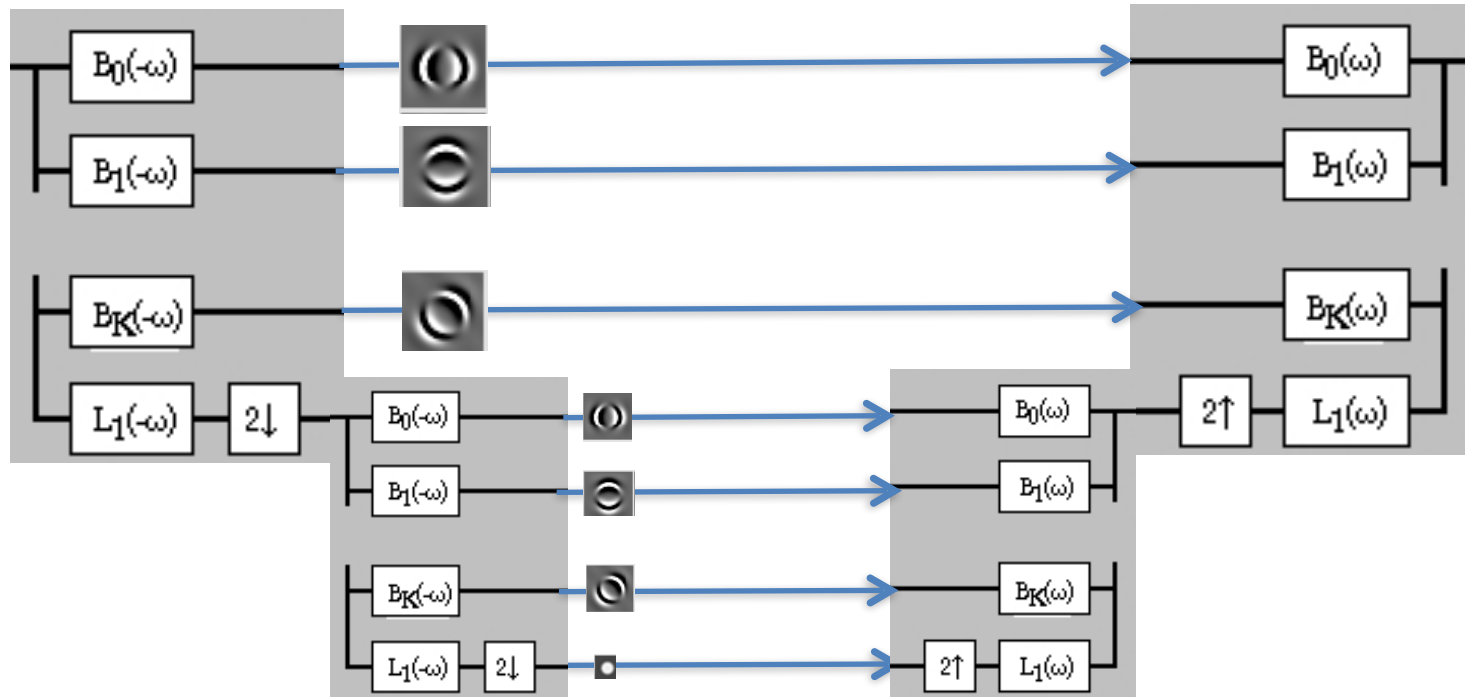 B0(-ω) B0(ω)
B1(-ω) B1(ω)
BK(-ω) BK(ω)
L1(-ω) 2↓ B0(-ω) B0(ω) 2↑ L1(ω)
B1(-ω) B1(ω)
BK(-ω) BK(ω)
L1(-ω) 2↓ 2↑ L1(ω)